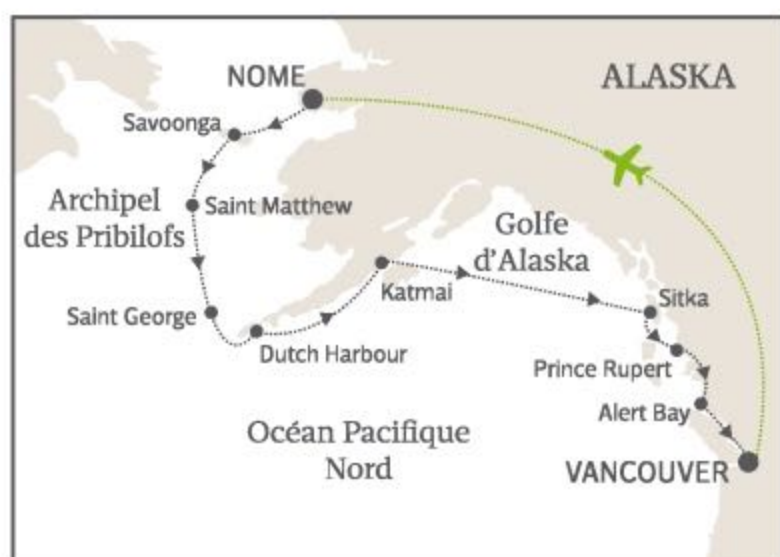 NOME
ALASKA
Savoonga
Archipel
des Pribilofs
Saint Matthew
Golfe
d'Alaska
Katmai
Sitka
Saint George
Dutch Harbour
Prince Rupert
Alert Bay
Océan Pacifique
Nord
VANCOUVER